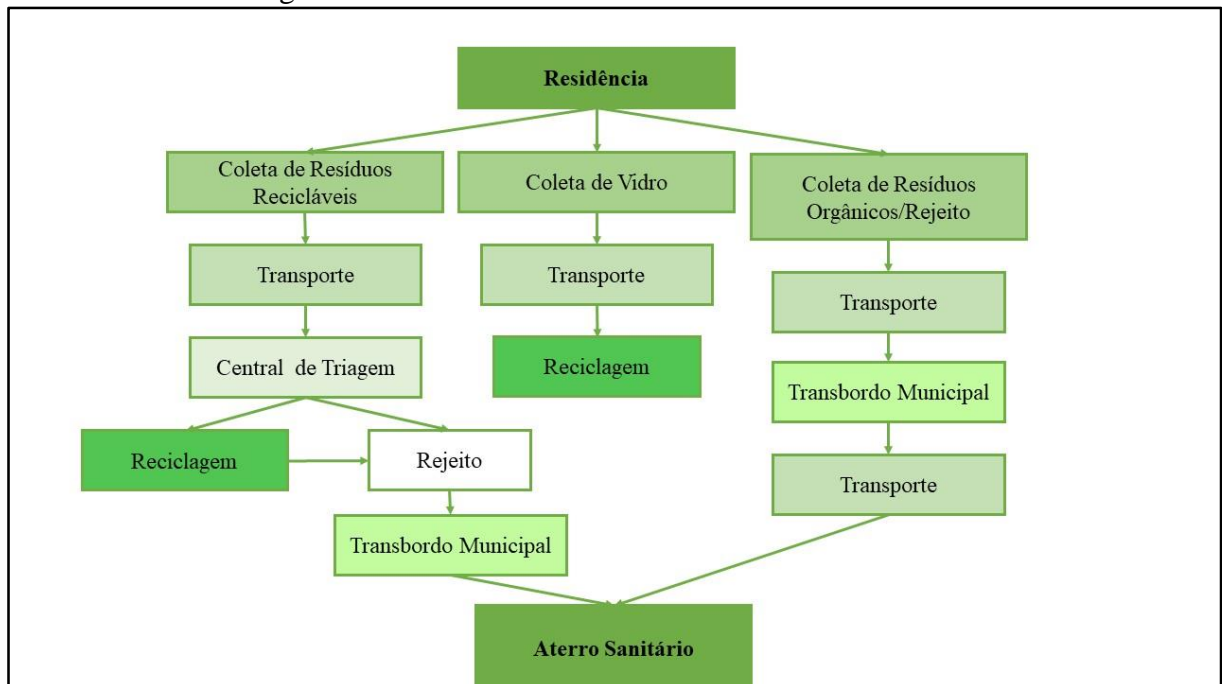 Residência
Coleta de Resíduos
Recicláveis
Coleta de Vidro
Coleta de Resíduos
Orgânicos/Rejeito
Transporte
Transporte
Transporte
Central de Triagem
Reciclagem
Transbordo Municipal
Reciclagem
Rejeito
Transporte
Transbordo Municipal
Aterro Sanitário